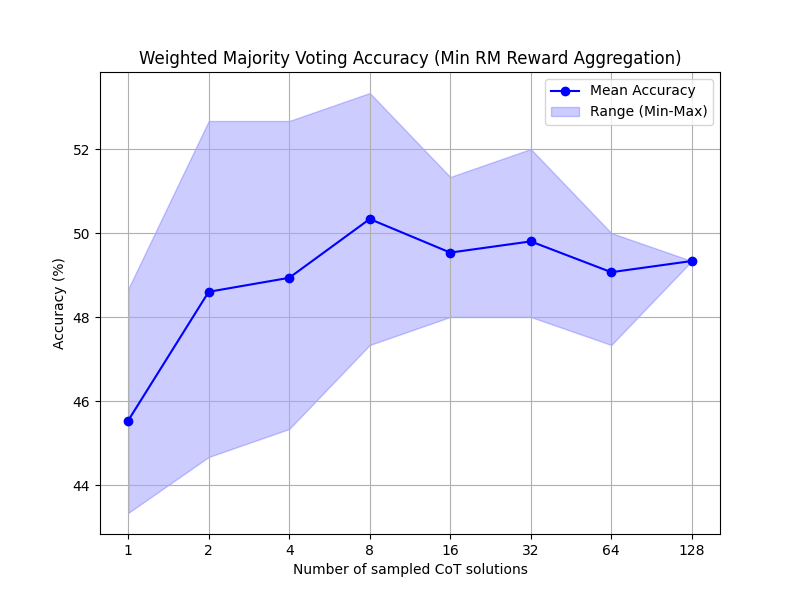 Weighted Majority Voting Accuracy (Min RM Reward Aggregation)
Mean Accuracy
Range (Min-Max)
Accuracy (%)
52
50
48
46
44
1 2 4 8 16 32 64 128
Number of sampled CoT solutions